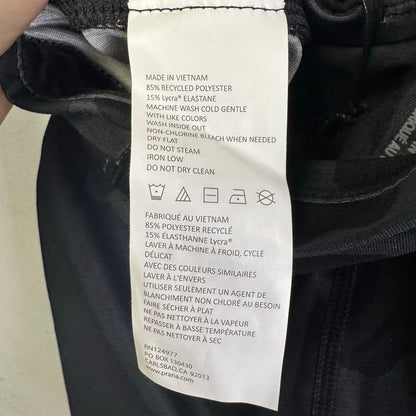 MADE IN VIETNAM
85% RECYCLED POLYESTER
15% Lycra® ELASTANE
MACHINE WASH COLD GENTLE
WITH LIKE COLORS
WASH INSIDE OUT
NON-CHLORINE BLEACH WHEN NEEDED
DRY FLAT
DO NOT STEAM
IRON LOW
DO NOT DRY CLEAN
FABRIQUÉ AU VIETNAM
85% POLYESTER RECYCLÉ
15% ÉLASTHANNE Lycra®
LAVER À MACHINE À FROID, CYCLE
DÉLICAT
AVEC DES COULEURS SIMILAIRES
LAVER À L'ENVERS
UTILISER SEULEMENT UN AGENT DE
BLANCHIMENT NON CHLORÉ AU BESOIN
FAIRE SÉCHER À PLAT
NE PAS NETTOYER À LA VAPEUR
REPASSER À BASSE TEMPÉRATURE
NE PAS NETTOYER À SEC
RN124977
PO BOX 130430
CARLSBAD, CA 92013
www.prana.com